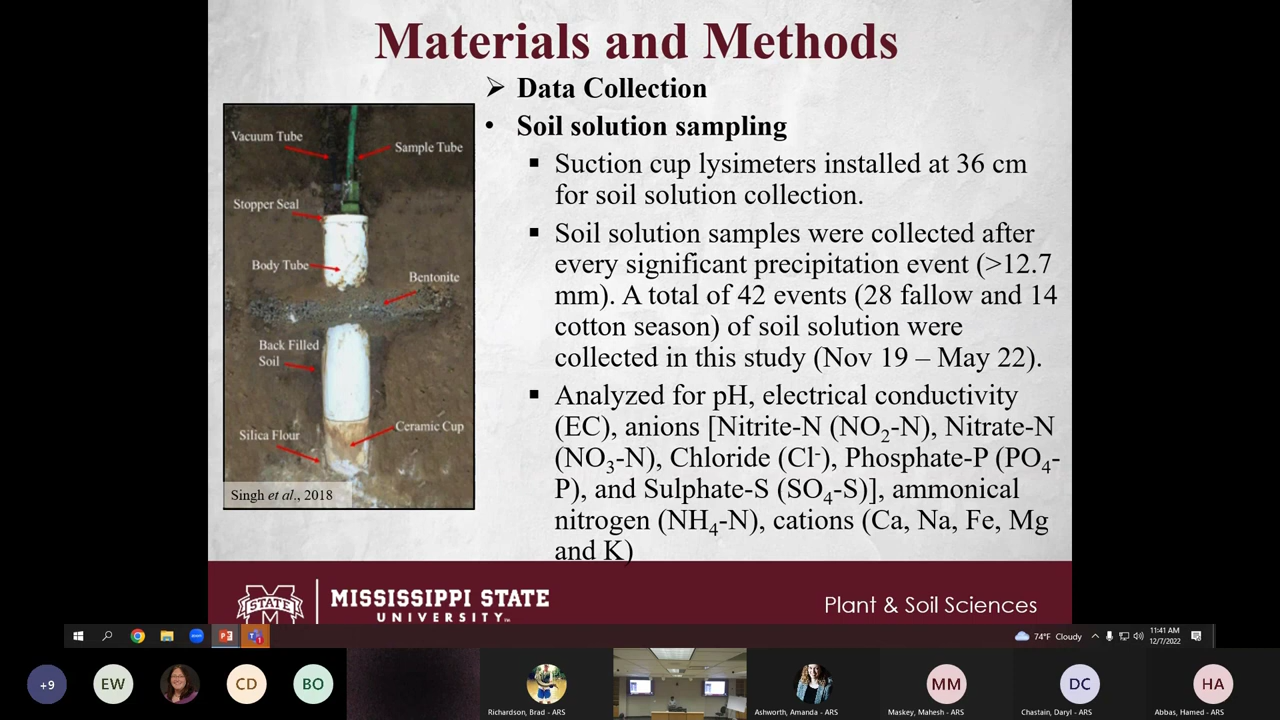 Materials and Methods
➢ Data Collection
• Soil solution sampling
▪ Suction cup lysimeters installed at 36 cm
for soil solution collection.
▪ Soil solution samples were collected after
every significant precipitation event (>12.7
mm). A total of 42 events (28 fallow and 14
cotton season) of soil solution were
collected in this study (Nov 19 – May 22).
▪ Analyzed for pH, electrical conductivity
(EC), anions [Nitrite-N (NO₂-N), Nitrate-N
(NO₃-N), Chloride (Cl⁻), Phosphate-P (PO₄-
P), and Sulphate-S (SO₄-S)], ammonical
nitrogen (NH₄-N), cations (Ca, Na, Fe, Mg
and K)
Vacuum Tube
Sample Tube
Stopper Seal
Body Tube
Bentonite
Back Filled
Soil
Ceramic Cup
Silica Flour
Singh et al., 2018
STATE
M
MISSISSIPPI STATE
UNIVERSITY™
Plant & Soil Sciences
74°F Cloudy
11:41 AM
12/7/2022
+9
EW
CD
BO
Richardson, Brad - ARS
Ashworth, Amanda - ARS
MM
Maskey, Mahesh - ARS
DC
Chastain, Daryl - ARS
HA
Abbas, Hamed - ARS